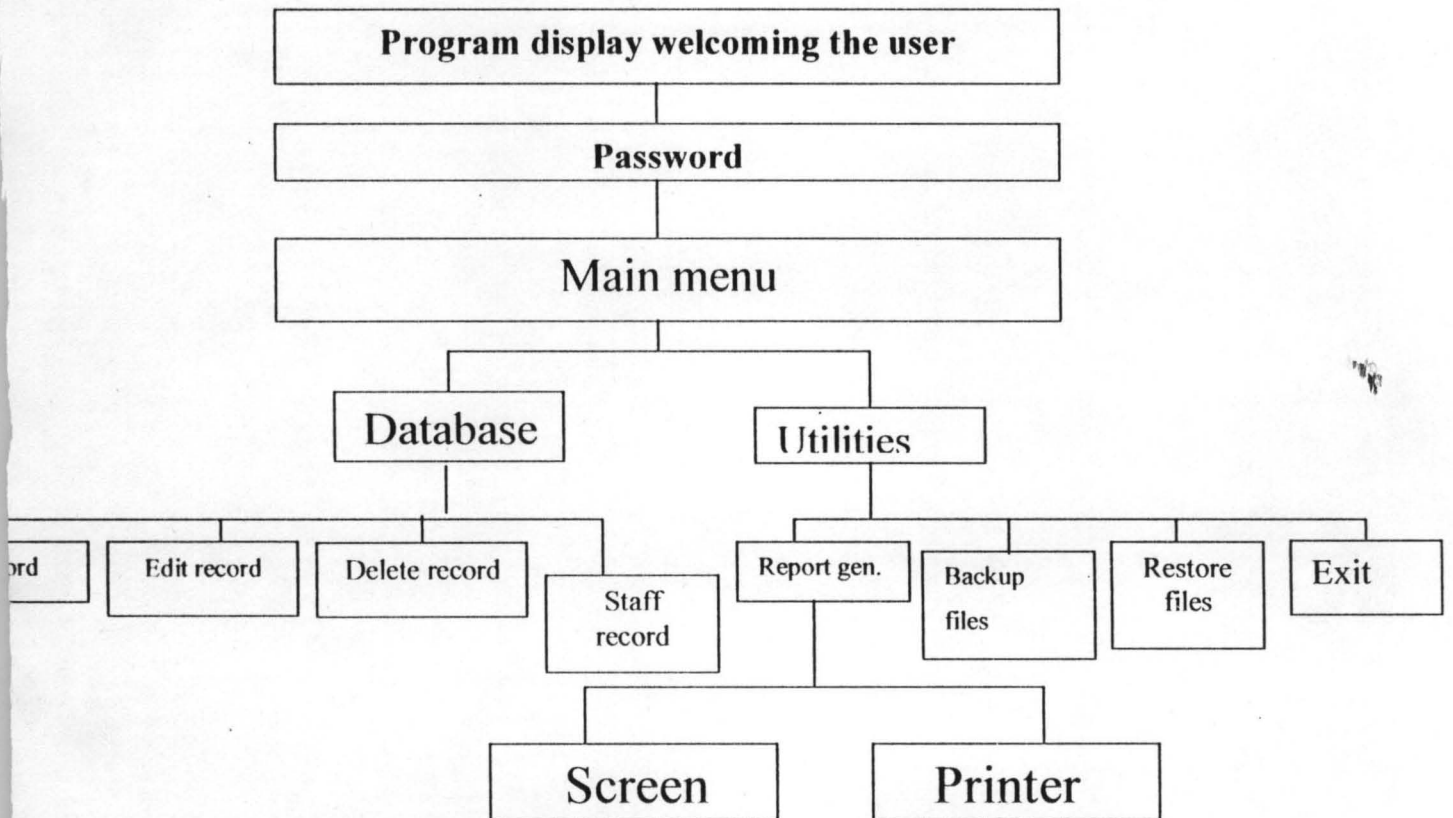 Program display welcoming the user
Password
Main menu
Database
Utilities
Edit record
Delete record
Staff
record
Report gen.
Backup
files
Restore
files
Exit
Screen
Printer